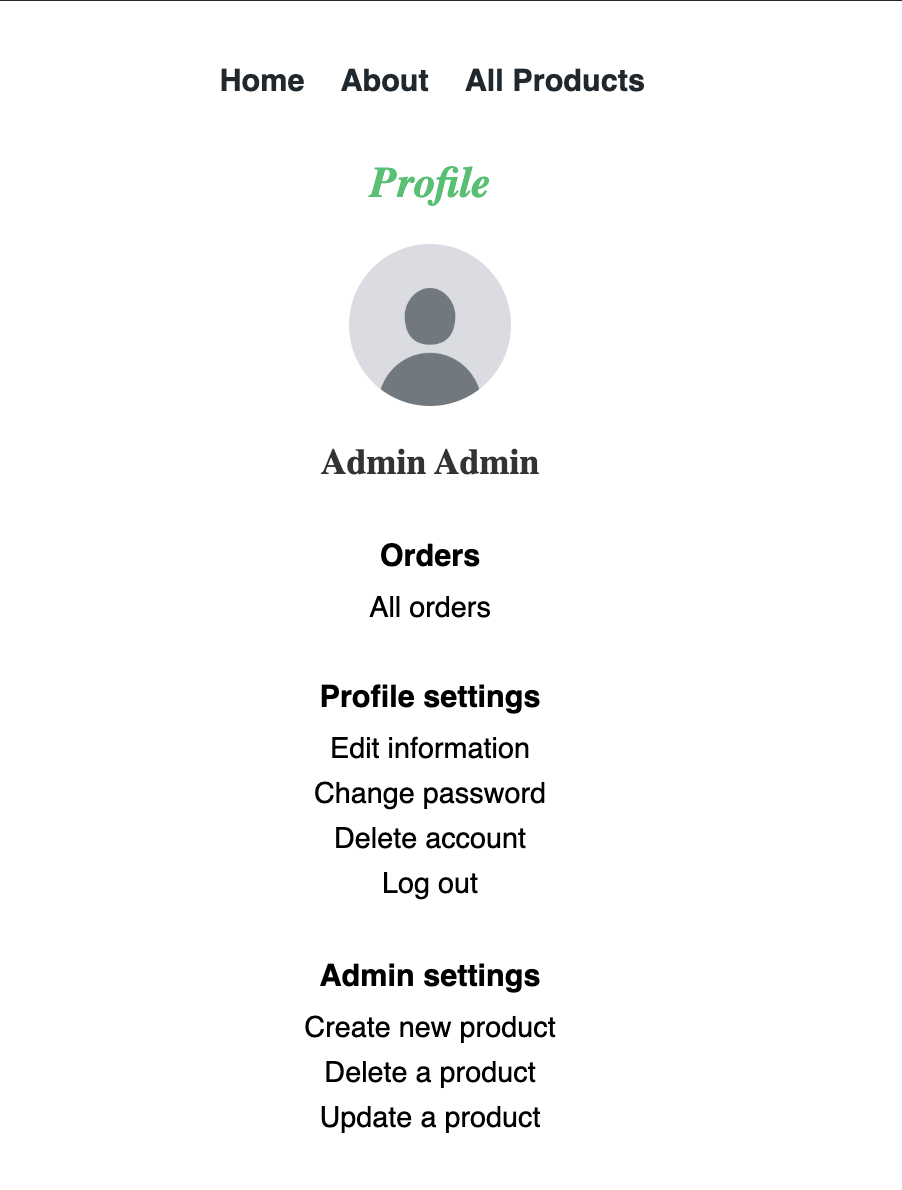 Home About All Products
Profile
Admin Admin
Orders
All orders
Profile settings
Edit information
Change password
Delete account
Log out
Admin settings
Create new product
Delete a product
Update a product